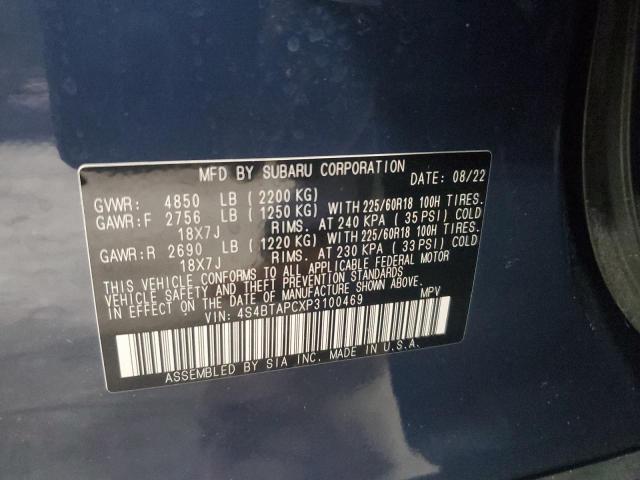 MFD BY SUBARU CORPORATION DATE: 08/22
GVWR: 4850 LB (2200 KG)
GAWR:F 2756 LB (1250 KG) WITH 225/60R18 100H TIRES.
18X7J RIMS. AT 240 KPA (35 PSI) COLD
GAWR:R 2690 LB (1220 KG) WITH 225/60R18 100H TIRES.
18X7J RIMS. AT 230 KPA (33 PSI) COLD
THIS VEHICLE CONFORMS TO ALL APPLICABLE FEDERAL MOTOR
VEHICLE SAFETY AND THEFT PREVENTION STANDARDS
IN EFFECT ON THE DATE OF MANUFACTURE SHOWN ABOVE.
VIN: 4S4BTAPCXP3100469 MPV
ASSEMBLED BY SIA INC. MADE IN U.S.A.